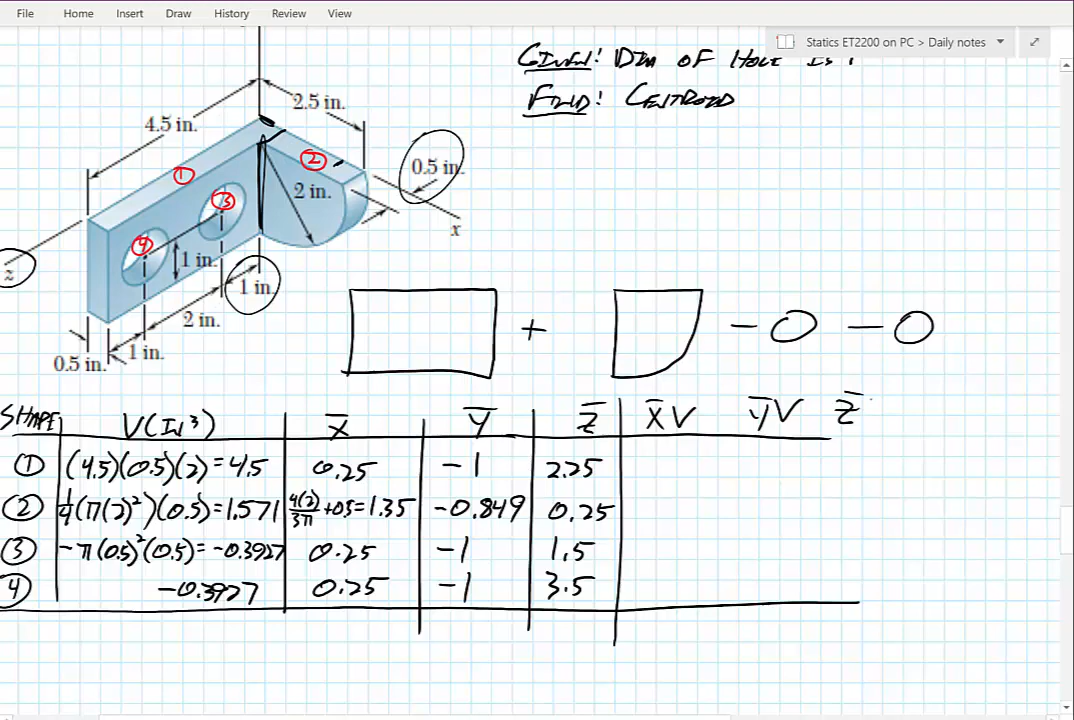 File Home Insert Draw History Review View
Statics ET2200 on PC > Daily notes
GIVEN: DIM OF HOLE IS 1
FIND: CENTROID
2.5 in.
4.5 in.
①
②
0.5 in.
③
2 in.
x
④
1 in.
z
1 in.
2 in.
1 in.
0.5 in.
+ - -
SHAPE V(IN³) X̄ Ȳ Z̄ X̄V ȲV Z̄
① (4.5)(0.5)(2)=4.5 0.25 -1 2.25
② 1/4(π(2)²)(0.5)=1.571 4(2)/3π+0.5=1.35 -0.849 0.25
③ -π(0.5)²(0.5)=-0.3927 0.25 -1 1.5
④ -0.3927 0.25 -1 3.5